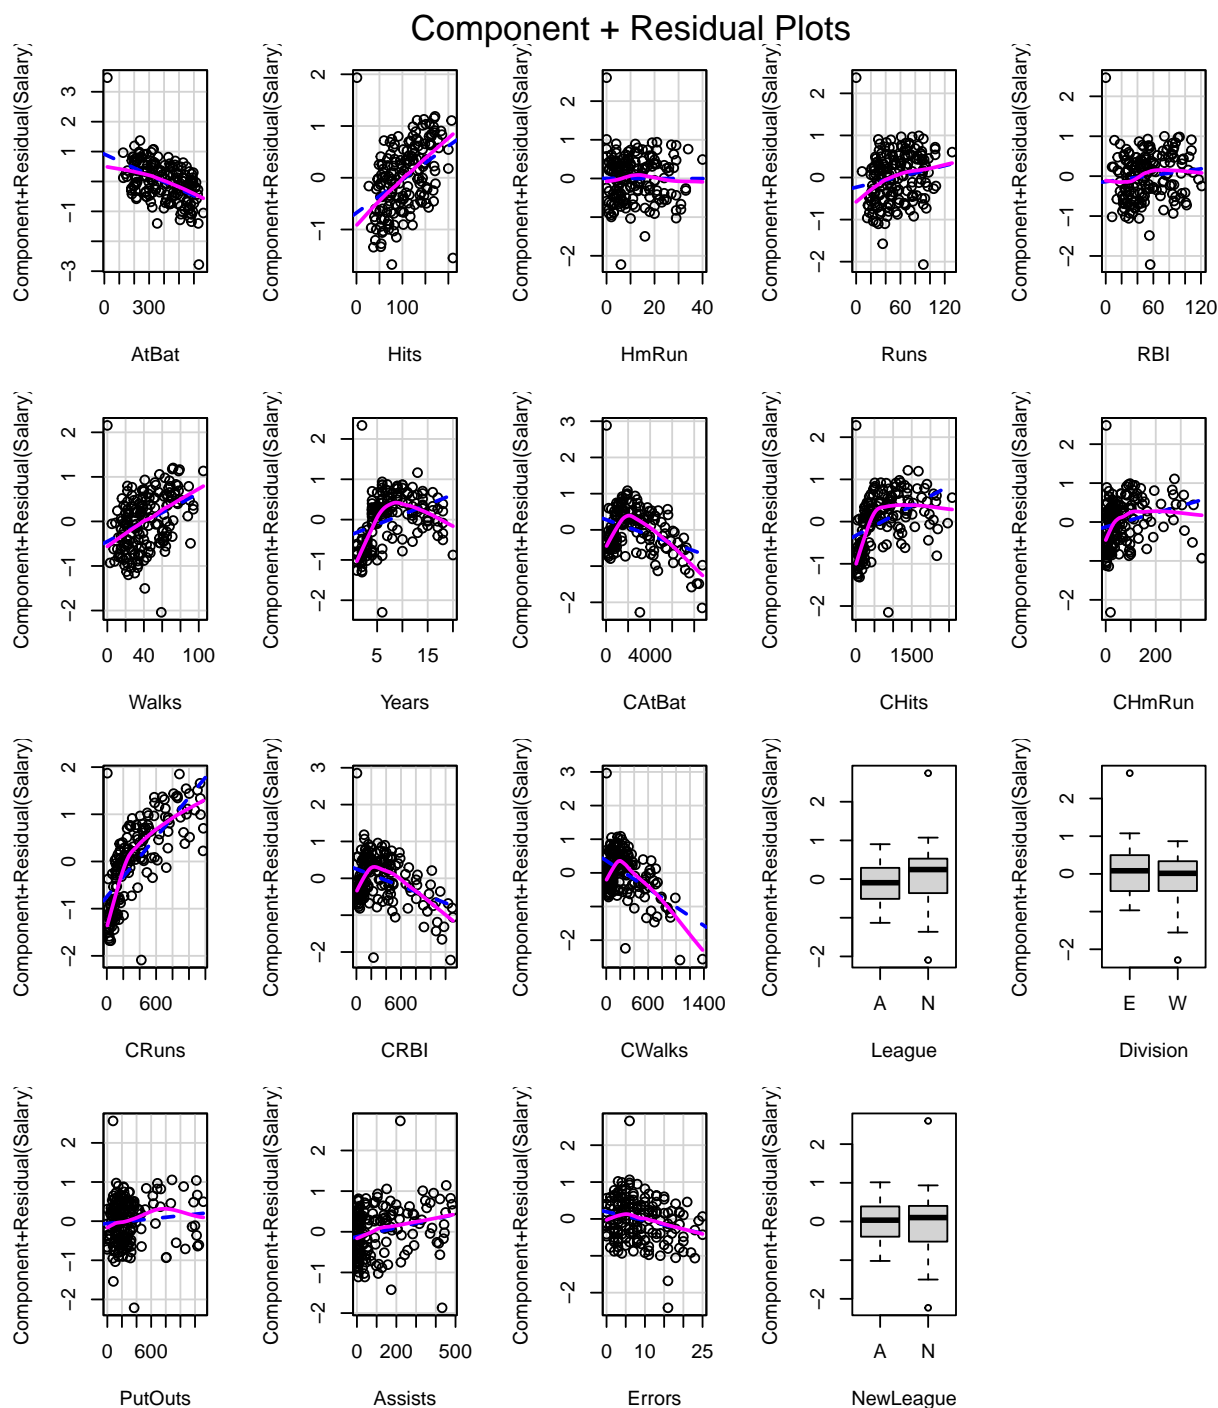 Component + Residual Plots
Component+Residual(Salary)
3
1
−1
−3
0 300
AtBat
Component+Residual(Salary)
2
1
0
−1
0 100
Hits
Component+Residual(Salary)
2
0
−2
0 20 40
HmRun
Component+Residual(Salary)
2
1
0
−1
−2
0 60 120
Runs
Component+Residual(Salary)
2
1
0
−1
−2
0 60 120
RBI
Component+Residual(Salary)
2
1
0
−1
−2
0 40 100
Walks
Component+Residual(Salary)
2
1
0
−1
−2
5 15
Years
Component+Residual(Salary)
3
2
1
0
−2
0 4000
CAtBat
Component+Residual(Salary)
2
1
0
−1
−2
0 1500
CHits
Component+Residual(Salary)
2
1
0
−2
0 200
CHmRun
Component+Residual(Salary)
2
1
0
−1
−2
0 600
CRuns
Component+Residual(Salary)
3
2
1
0
−2
0 600
CRBI
Component+Residual(Salary)
3
2
1
0
−2
0 600 1400
CWalks
Component+Residual(Salary)
2
0
−2
A N
League
Component+Residual(Salary)
2
1
0
−2
E W
Division
Component+Residual(Salary)
2
1
0
−1
−2
0 600
PutOuts
Component+Residual(Salary)
2
1
0
−1
−2
0 200 500
Assists
Component+Residual(Salary)
2
1
0
−1
−2
0 10 25
Errors
Component+Residual(Salary)
2
1
0
−2
A N
NewLeague